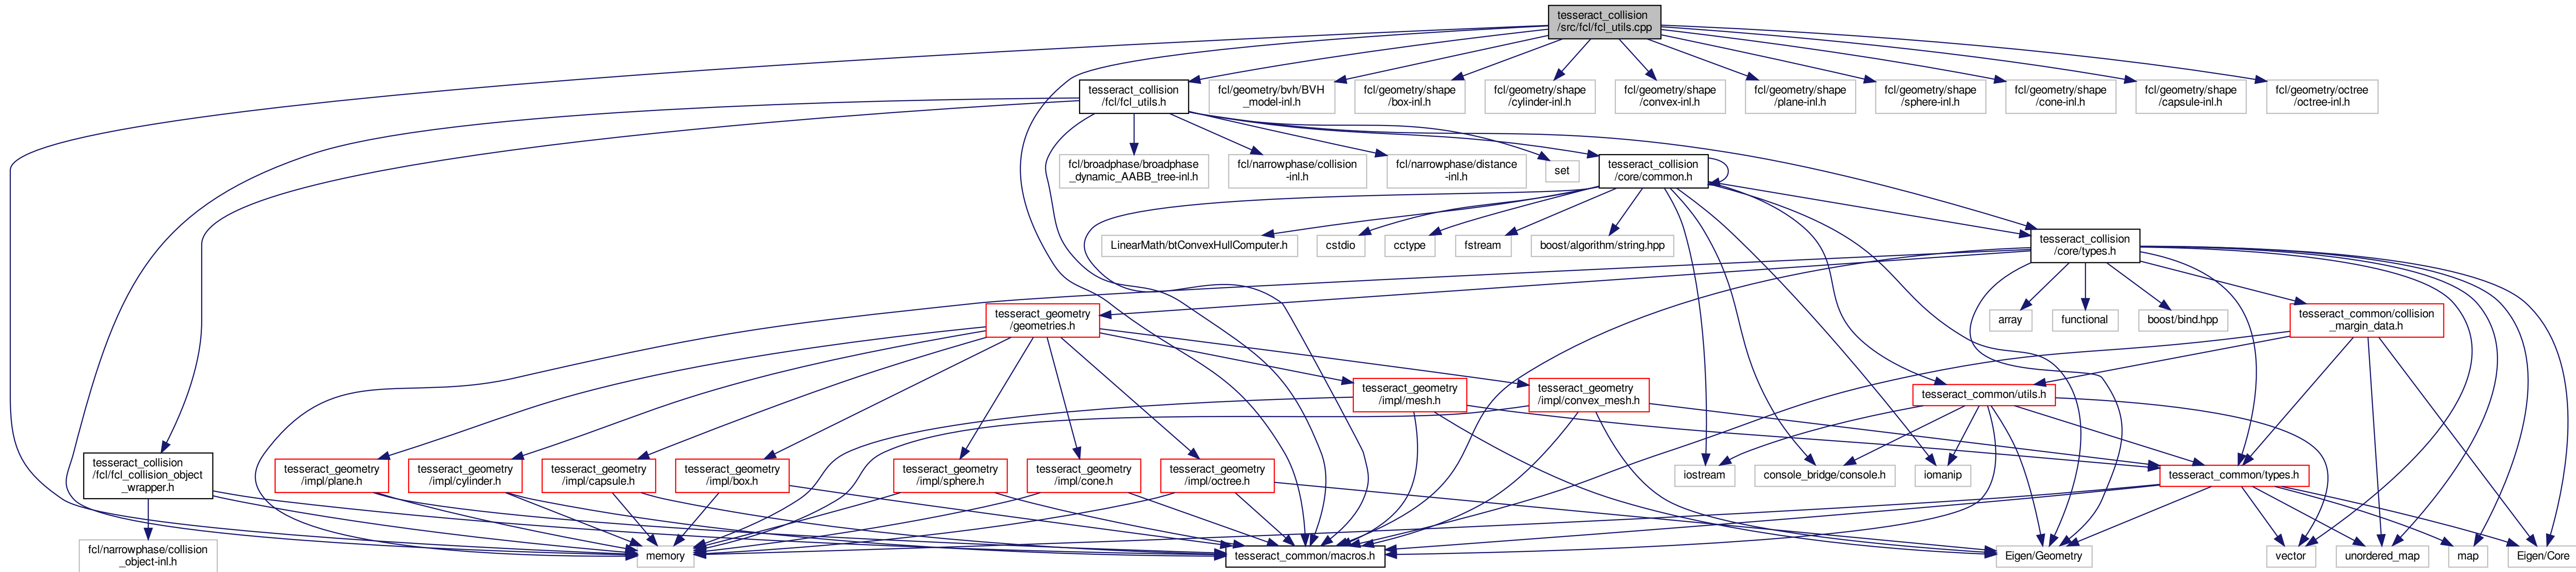 tesseract_collision
/src/fcl/fcl_utils.cpp
tesseract_collision
/fcl/fcl_utils.h
fcl/geometry/bvh/BVH
_model-inl.h
fcl/geometry/shape
/box-inl.h
fcl/geometry/shape
/cylinder-inl.h
fcl/geometry/shape
/convex-inl.h
fcl/geometry/shape
/plane-inl.h
fcl/geometry/shape
/sphere-inl.h
fcl/geometry/shape
/cone-inl.h
fcl/geometry/shape
/capsule-inl.h
fcl/geometry/octree
/octree-inl.h
fcl/broadphase/broadphase
_dynamic_AABB_tree-inl.h
fcl/narrowphase/collision
-inl.h
fcl/narrowphase/distance
-inl.h
set
tesseract_collision
/core/common.h
LinearMath/btConvexHullComputer.h
cstdio
cctype
fstream
boost/algorithm/string.hpp
tesseract_collision
/core/types.h
tesseract_geometry
/geometries.h
array
functional
boost/bind.hpp
tesseract_common/collision
_margin_data.h
tesseract_geometry
/impl/mesh.h
tesseract_geometry
/impl/convex_mesh.h
tesseract_common/utils.h
tesseract_collision
/fcl/fcl_collision_object
_wrapper.h
tesseract_geometry
/impl/plane.h
tesseract_geometry
/impl/cylinder.h
tesseract_geometry
/impl/capsule.h
tesseract_geometry
/impl/box.h
tesseract_geometry
/impl/sphere.h
tesseract_geometry
/impl/cone.h
tesseract_geometry
/impl/octree.h
iostream
console_bridge/console.h
iomanip
tesseract_common/types.h
fcl/narrowphase/collision
_object-inl.h
memory
tesseract_common/macros.h
Eigen/Geometry
vector
unordered_map
map
Eigen/Core